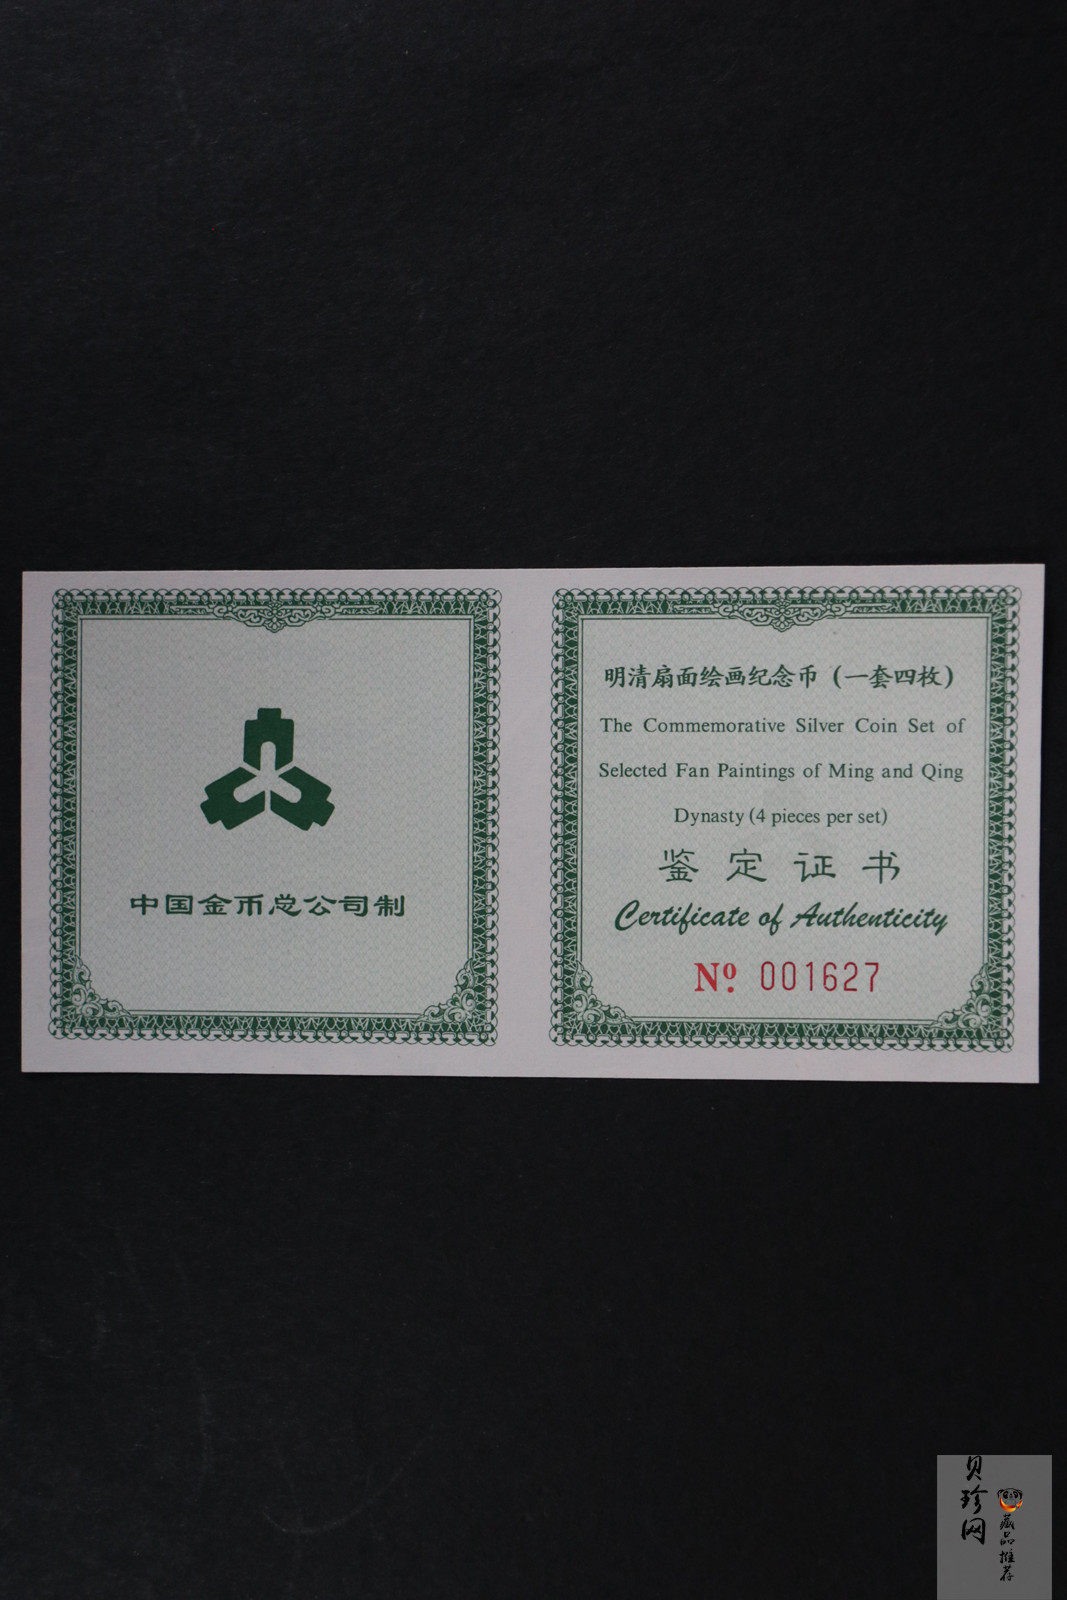 中国金币总公司制
明清扇面绘画纪念币（一套四枚）
The Commemorative Silver Coin Set of
Selected Fan Paintings of Ming and Qing
Dynasty (4 pieces per set)
鉴定证书
Certificate of Authenticity
Nº 001627
贝珍网
藏品推荐